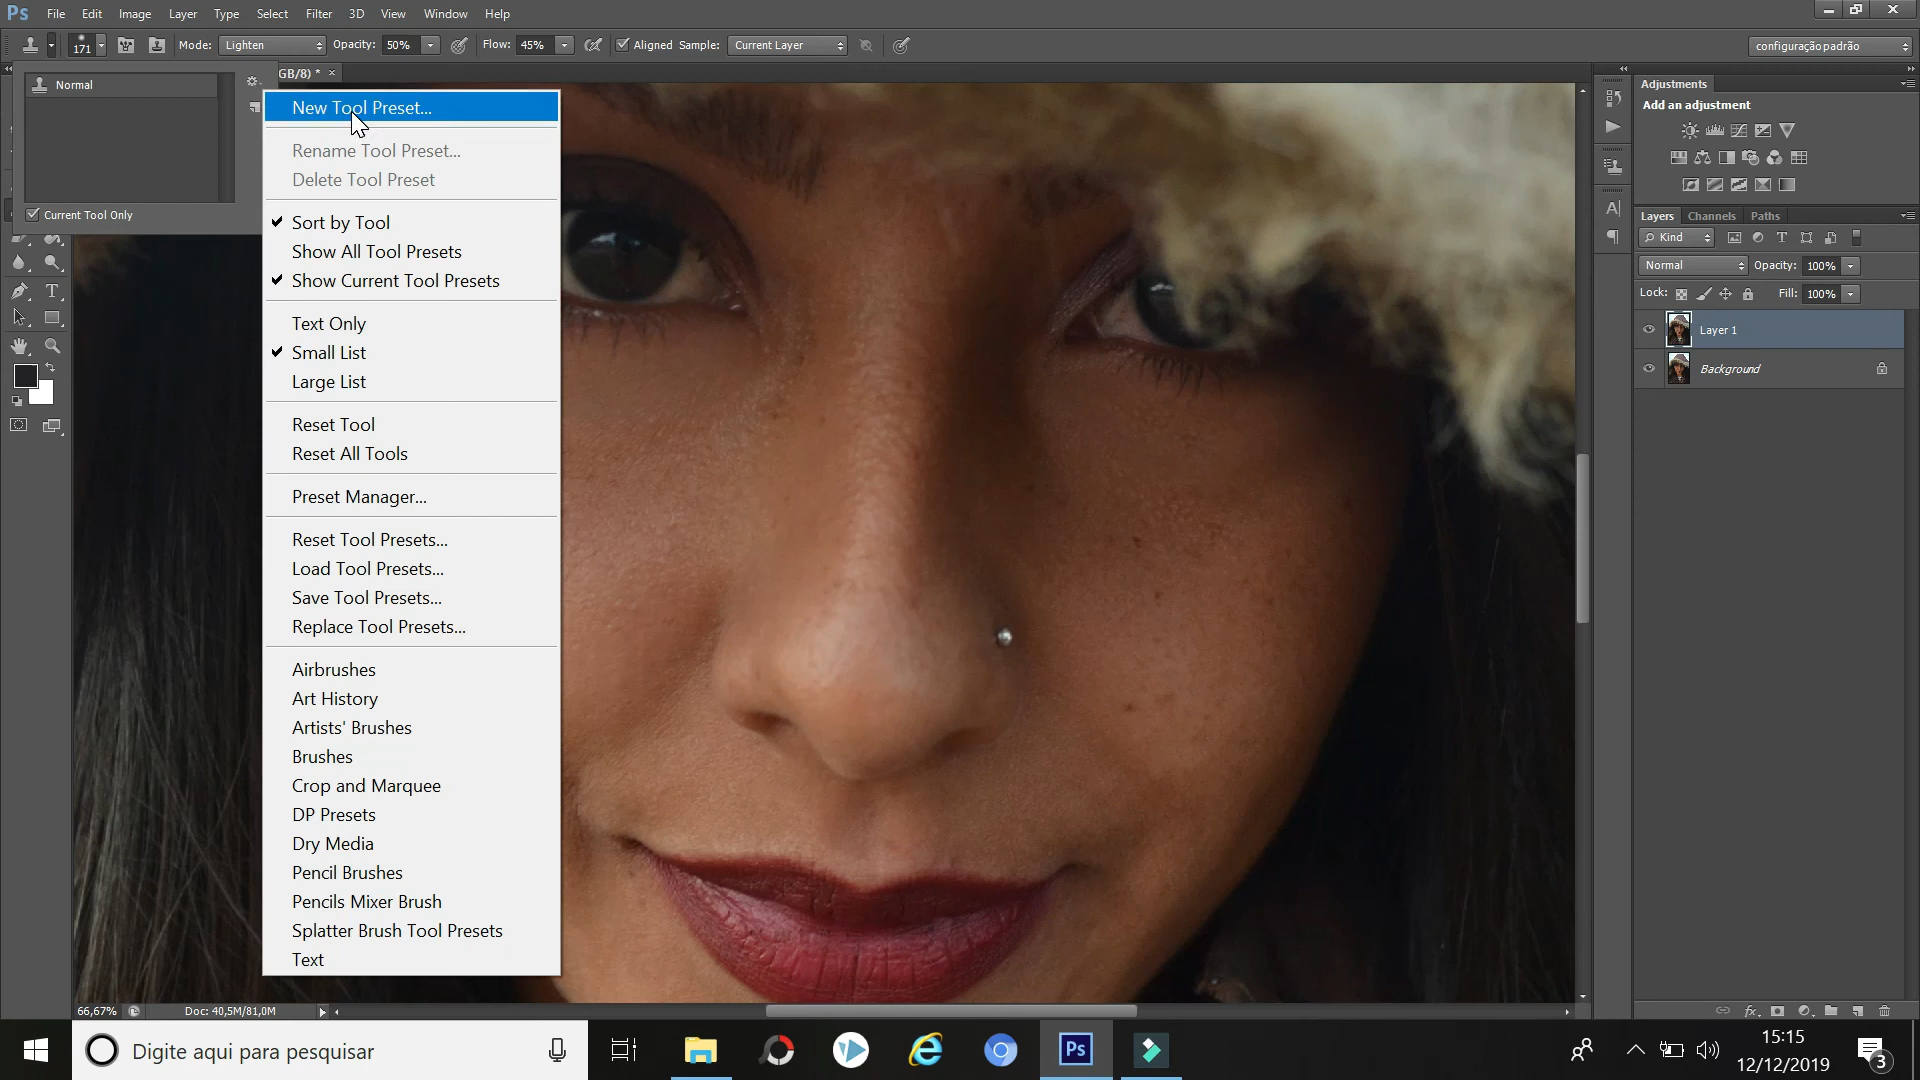 Ps File Edit Image Layer Type Select Filter 3D View Window Help
171 Mode: Lighten Opacity: 50% Flow: 45% Aligned Sample: Current Layer configuraçãopadrão
GB/8) * ×
Normal
Current Tool Only
New Tool Preset...
Rename Tool Preset...
Delete Tool Preset
Sort by Tool
Show All Tool Presets
Show Current Tool Presets
Text Only
Small List
Large List
Reset Tool
Reset All Tools
Preset Manager...
Reset Tool Presets...
Load Tool Presets...
Save Tool Presets...
Replace Tool Presets...
Airbrushes
Art History
Artists' Brushes
Brushes
Crop and Marquee
DP Presets
Dry Media
Pencil Brushes
Pencils Mixer Brush
Splatter Brush Tool Presets
Text
Adjustments
Add an adjustment
Layers Channels Paths
Kind
Normal Opacity: 100%
Lock: Fill: 100%
Layer 1
Background
66,67% Doc: 40,5M/81,0M
Digite aqui para pesquisar
Ps
15:15
12/12/2019
3